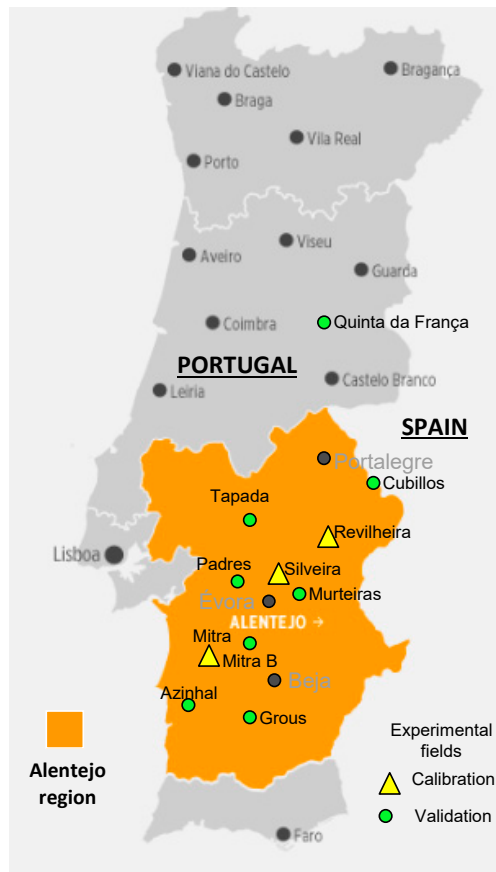 Viana do Castelo
Bragança
Braga
Vila Real
Porto
Viseu
Aveiro
Guarda
Coimbra
Quinta da França
PORTUGAL
Castelo Branco
Leiria
SPAIN
Portalegre
Cubillos
Tapada
Revilheira
Lisboa
Padres
Silveira
Murteiras
Évora
ALENTEJO →
Mitra
Mitra B
Beja
Azinhal
Grous
Experimental
fields
Alentejo
region
Calibration
Validation
Faro